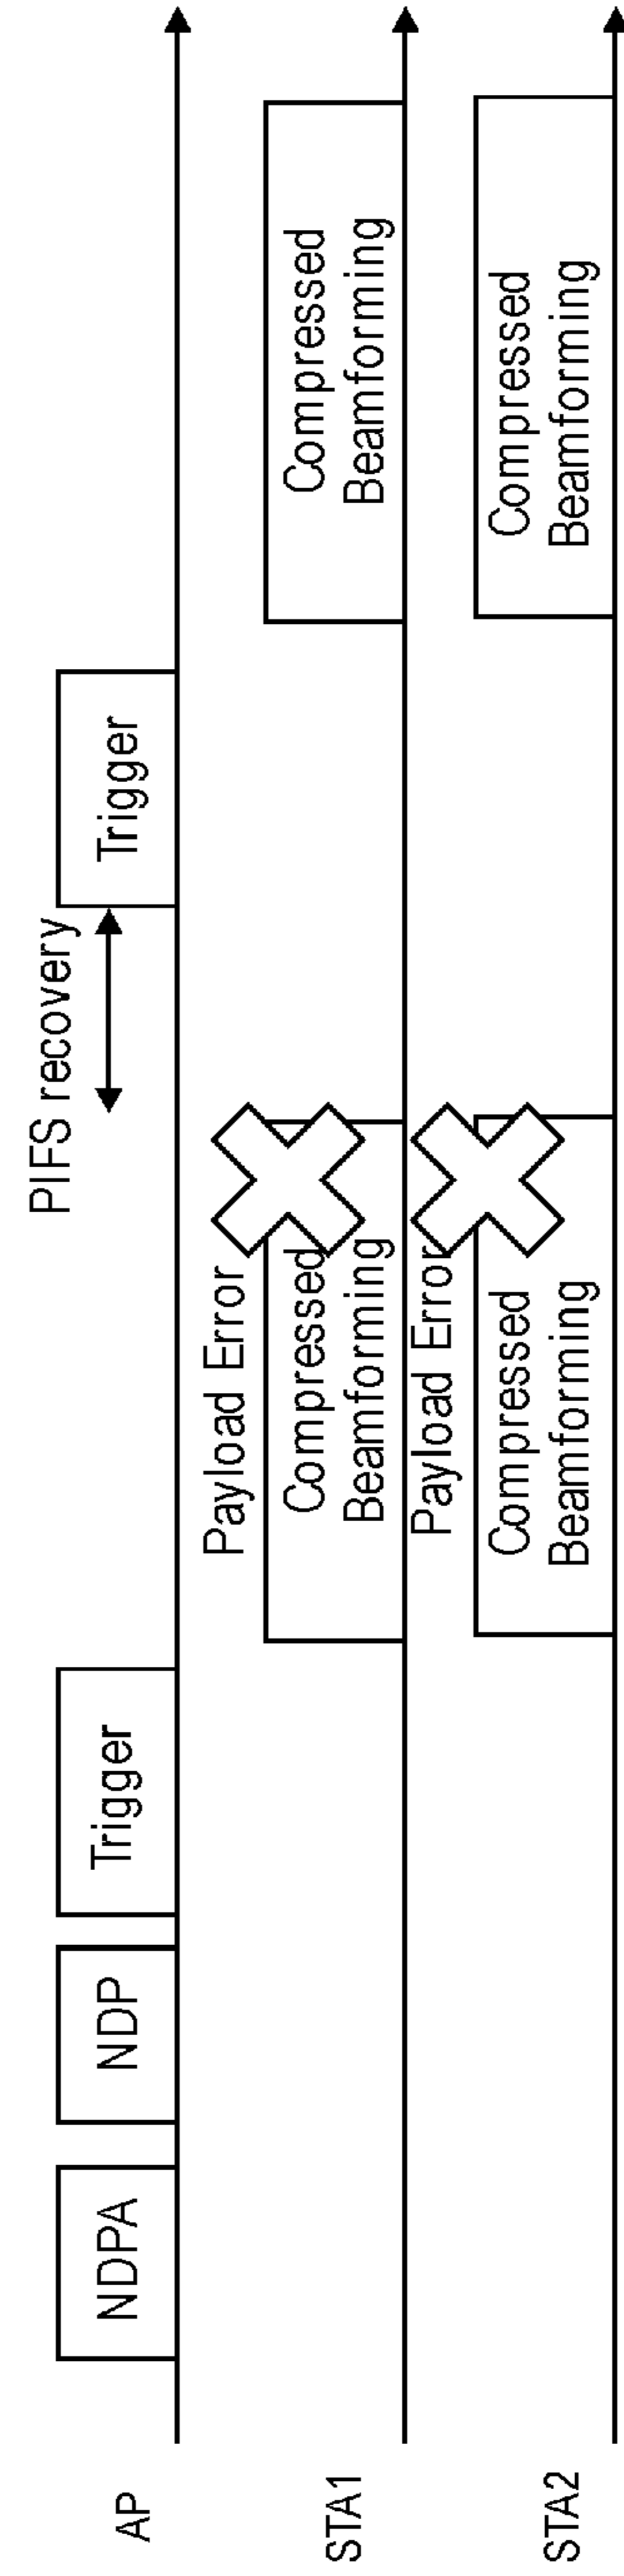 PIFS recovery
AP
NDPA
NDP
Trigger
Trigger
Payload Error
STA1
Compressed
Beamforming
Compressed
Beamforming
Payload Error
STA2
Compressed
Beamforming
Compressed
Beamforming